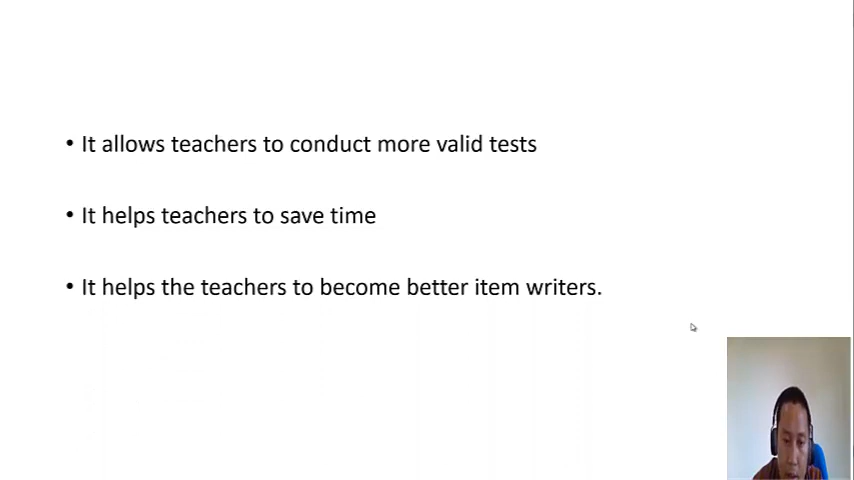 • It allows teachers to conduct more valid tests
• It helps teachers to save time
• It helps the teachers to become better item writers.